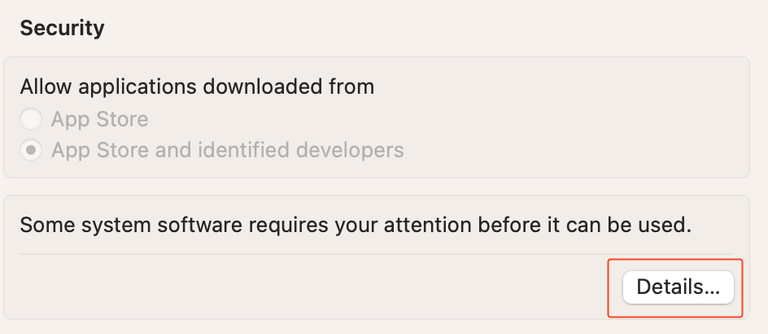 Security
Allow applications downloaded from
App Store
App Store and identified developers
Some system software requires your attention before it can be used.
Details...